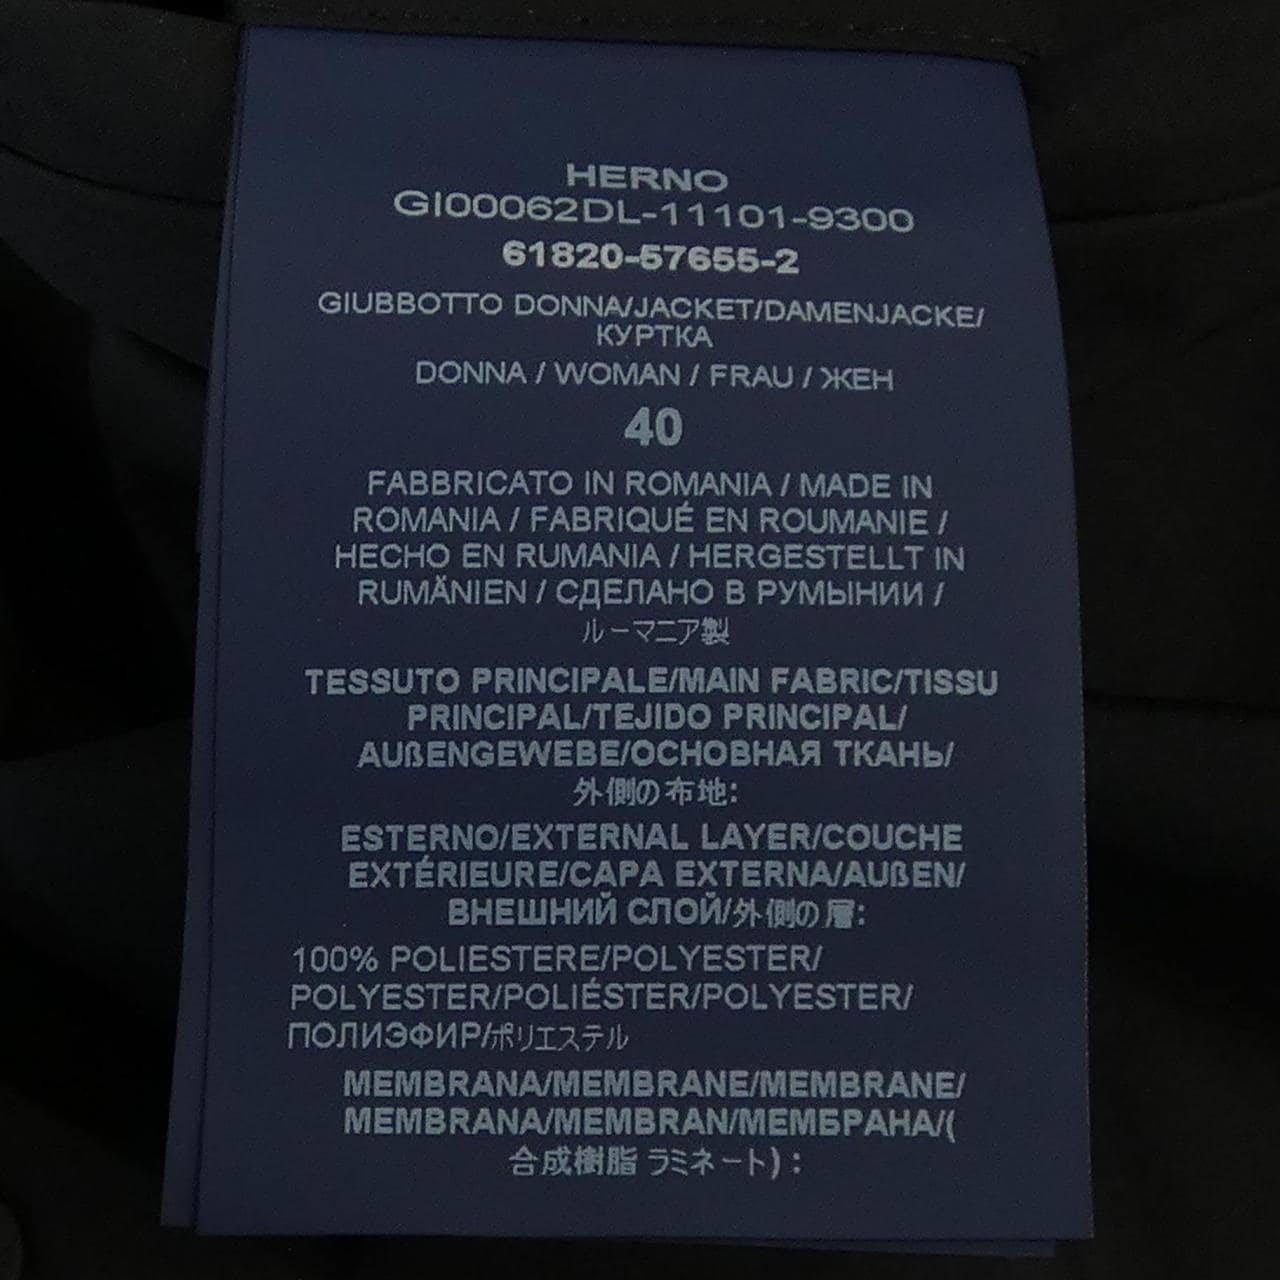 HERNO
GI00062DL-11101-9300
61820-57655-2
GIUBBOTTO DONNA/JACKET/DAMENJACKE/
КУРТКА
DONNA / WOMAN / FRAU / ЖЕН
40
FABBRICATO IN ROMANIA / MADE IN
ROMANIA / FABRIQUÉ EN ROUMANIE /
HECHO EN RUMANIA / HERGESTELLT IN
RUMÄNIEN / СДЕЛАНО В РУМЫНИИ /
ルーマニア製
TESSUTO PRINCIPALE/MAIN FABRIC/TISSU
PRINCIPAL/TEJIDO PRINCIPAL/
AUßENGEWEBE/ОСНОВНАЯ ТКАНЬ/
外側の布地:
ESTERNO/EXTERNAL LAYER/COUCHE
EXTÉRIEURE/CAPA EXTERNA/AUßEN/
ВНЕШНИЙ СЛОЙ/外側の層:
100% POLIESTERE/POLYESTER/
POLYESTER/POLIÉSTER/POLYESTER/
ПОЛИЭФИР/ポリエステル
MEMBRANA/MEMBRANE/MEMBRANE/
MEMBRANA/MEMBRAN/МЕМБРАНА/(
合成樹脂 ラミネート) :